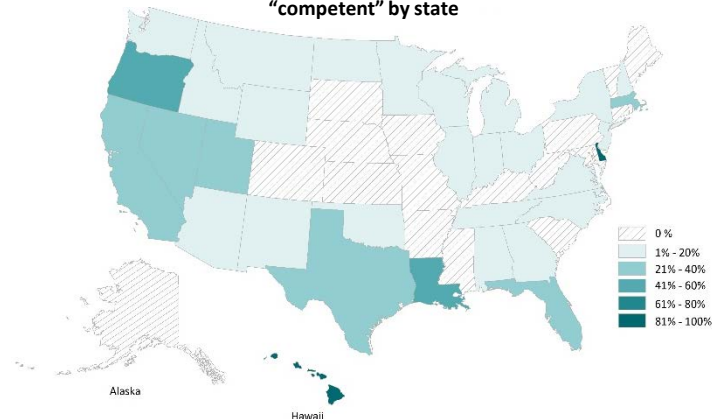 “competent” by state
0 %
1% - 20%
21% - 40%
41% - 60%
61% - 80%
81% - 100%
Alaska
Hawaii